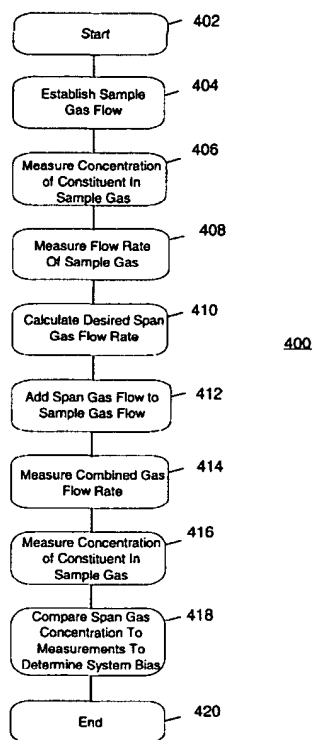 Start
402
Establish Sample
Gas Flow
404
Measure Concentration
of Constituent In
Sample Gas
406
Measure Flow Rate
Of Sample Gas
408
Calculate Desired Span
Gas Flow Rate
410
400
Add Span Gas Flow to
Sample Gas Flow
412
Measure Combined Gas
Flow Rate
414
Measure Concentration
of Constituent In
Sample Gas
416
Compare Span Gas
Concentration To
Measurements To
Determine System Bias
418
End
420